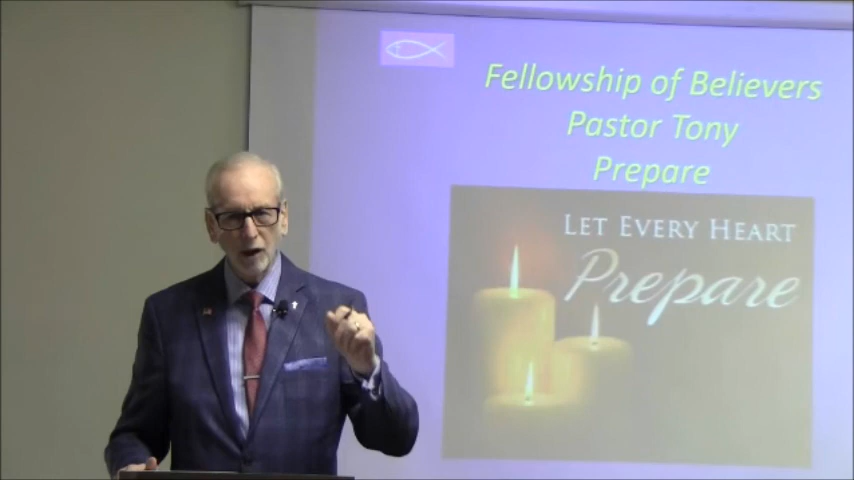 Fellowship of Believers
Pastor Tony
Prepare
LET EVERY HEART
Prepare